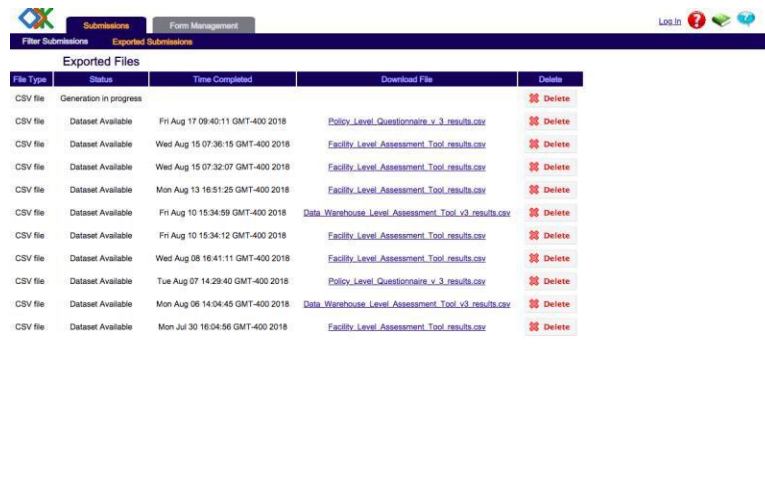 Submissions Form Management Log In
Filter Submissions Exported Submissions
Exported Files
File Type Status Time Completed Download File Delete
CSV file Generation in progress Delete
CSV file Dataset Available Fri Aug 17 09:40:11 GMT-400 2018 Policy_Level_Questionnaire_v_3_results.csv Delete
CSV file Dataset Available Wed Aug 15 07:36:15 GMT-400 2018 Facility_Level_Assessment_Tool_results.csv Delete
CSV file Dataset Available Wed Aug 15 07:32:07 GMT-400 2018 Facility_Level_Assessment_Tool_results.csv Delete
CSV file Dataset Available Mon Aug 13 16:51:25 GMT-400 2018 Facility_Level_Assessment_Tool_results.csv Delete
CSV file Dataset Available Fri Aug 10 15:34:59 GMT-400 2018 Data_Warehouse_Level_Assessment_Tool_v3_results.csv Delete
CSV file Dataset Available Fri Aug 10 15:34:12 GMT-400 2018 Facility_Level_Assessment_Tool_results.csv Delete
CSV file Dataset Available Wed Aug 08 16:41:11 GMT-400 2018 Facility_Level_Assessment_Tool_results.csv Delete
CSV file Dataset Available Tue Aug 07 14:29:40 GMT-400 2018 Policy_Level_Questionnaire_v_3_results.csv Delete
CSV file Dataset Available Mon Aug 06 14:04:45 GMT-400 2018 Data_Warehouse_Level_Assessment_Tool_v3_results.csv Delete
CSV file Dataset Available Mon Jul 30 16:04:56 GMT-400 2018 Facility_Level_Assessment_Tool_results.csv Delete